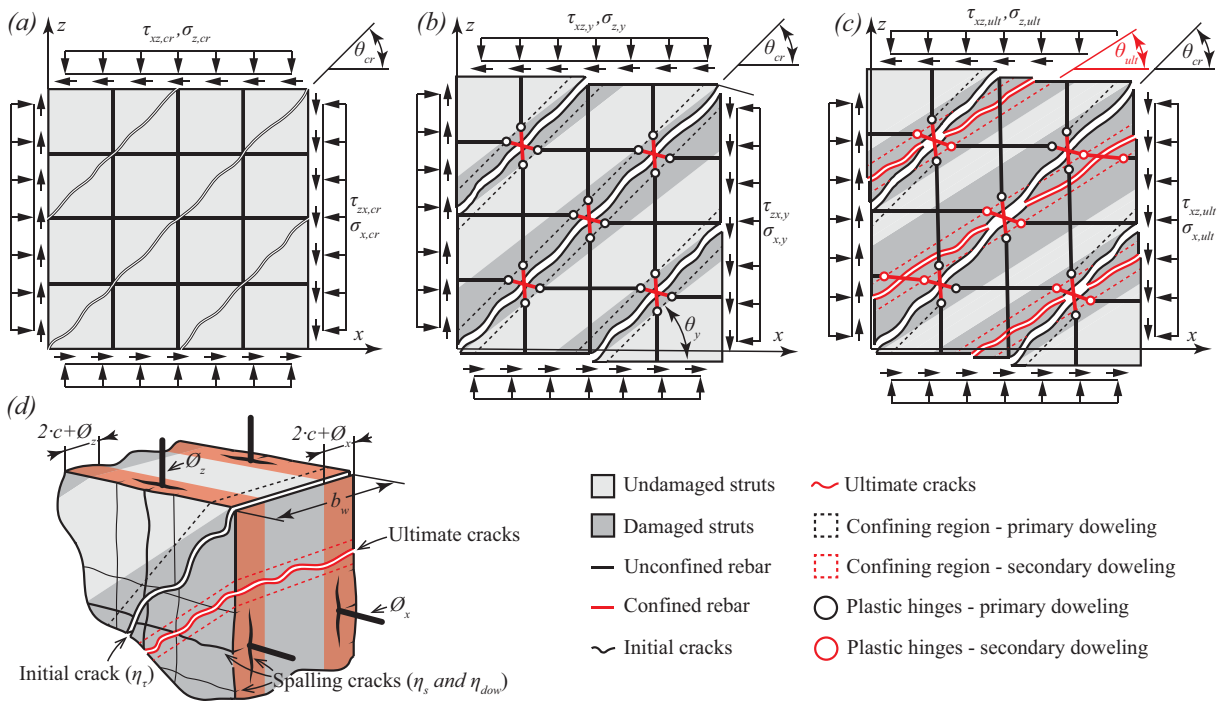 (a)
z
τxz,cr, σz,cr
θcr
τzx,cr
σx,cr
x
(b)
z
τxz,y, σz,y
θcr
τzx,y
σx,y
θy
x
(c)
z
τxz,ult, σz,ult
θult
θcr
τxz,ult
σx,ult
x
(d)
2·c+Øz
Øz
2·c+Øx
bw
Ultimate cracks
Øx
Initial crack (ητ)
Spalling cracks (ηs and ηdow)
Undamaged struts
Damaged struts
Unconfined rebar
Confined rebar
Initial cracks
Ultimate cracks
Confining region - primary doweling
Confining region - secondary doweling
Plastic hinges - primary doweling
Plastic hinges - secondary doweling